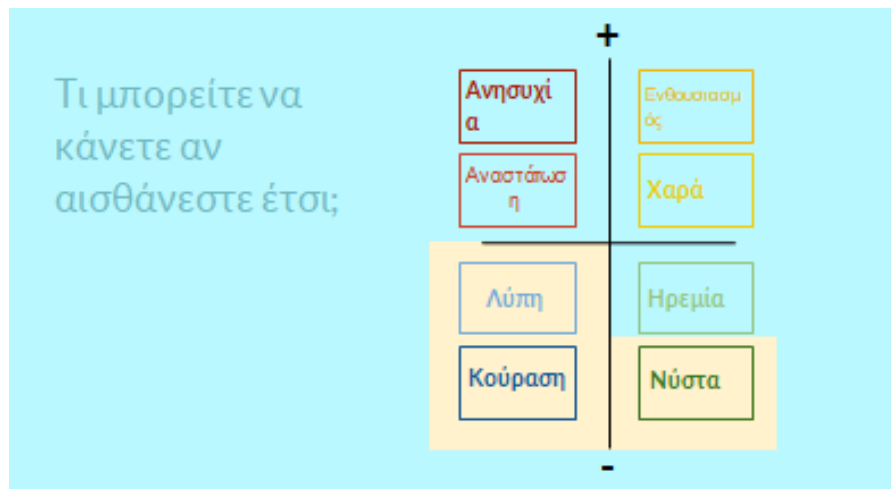 Τι μπορείτε να
κάνετε αν
αισθάνεστε έτσι;
+
Ανησυχί
α
Ενθουσιασμ
ός
Αναστάτωσ
η
Χαρά
Λύπη
Ηρεμία
Κούραση
Νύστα
-